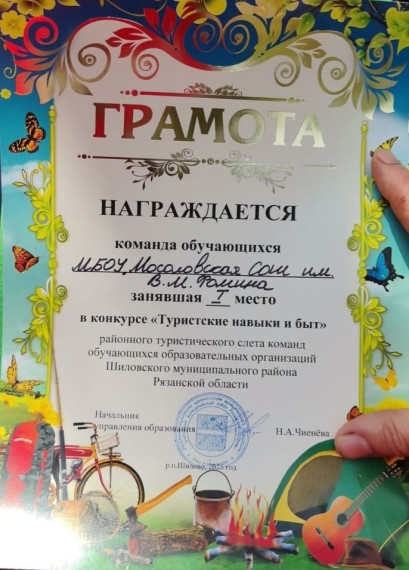 ГРАМОТА
НАГРАЖДАЕТСЯ
команда обучающихся
МБОУ Мосоловская СОШ им.
В.М. Фомина
занявшая I место
в конкурсе «Туристские навыки и быт»
районного туристического слета команд
обучающихся образовательных организаций
Шиловского муниципального района
Рязанской области
Начальник
управления образования Н.А.Чиенёва
р.п.Шилово, 2025 год